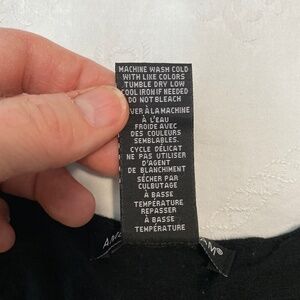 MACHINE WASH COLD
WITH LIKE COLORS
TUMBLE DRY LOW
COOL IRON IF NEEDED
DO NOT BLEACH
À LA MACHINE
À L'EAU
FROIDE AVEC
DES COULEURS
SEMBLABLES.
CYCLE DÉLICAT
NE PAS UTILISER
D'AGENT
DE BLANCHIMENT
SÉCHER PAR
CULBUTAGE
À BASSE
TEMPÉRATURE
REPASSER
À BASSE
TEMPÉRATURE